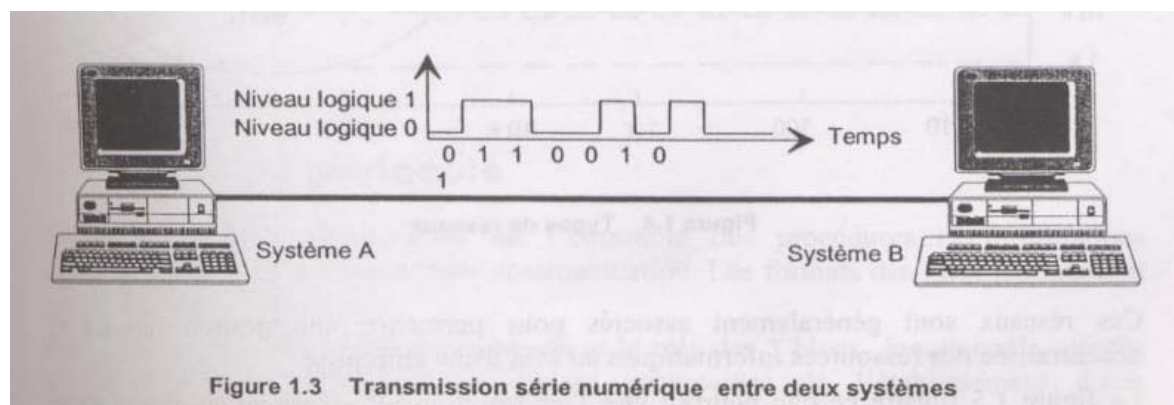 Niveau logique 1
Niveau logique 0
Temps
0 1 1 0 0 1 0
1
Système A
Système B
Figure 1.3 Transmission série numérique entre deux systèmes